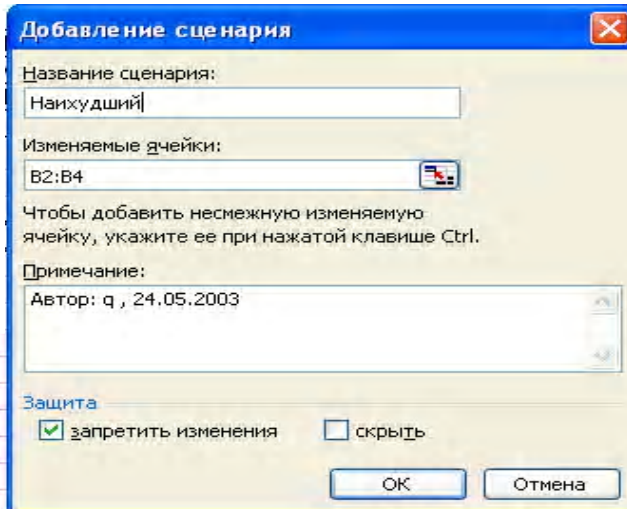 Добавление сценария
Название сценария:
Наихудший
Изменяемые ячейки:
B2:B4
Чтобы добавить несмежную изменяемую
ячейку, укажите ее при нажатой клавише Ctrl.
Примечание:
Автор: q , 24.05.2003
Защита
запретить изменения скрыть
ОК Отмена